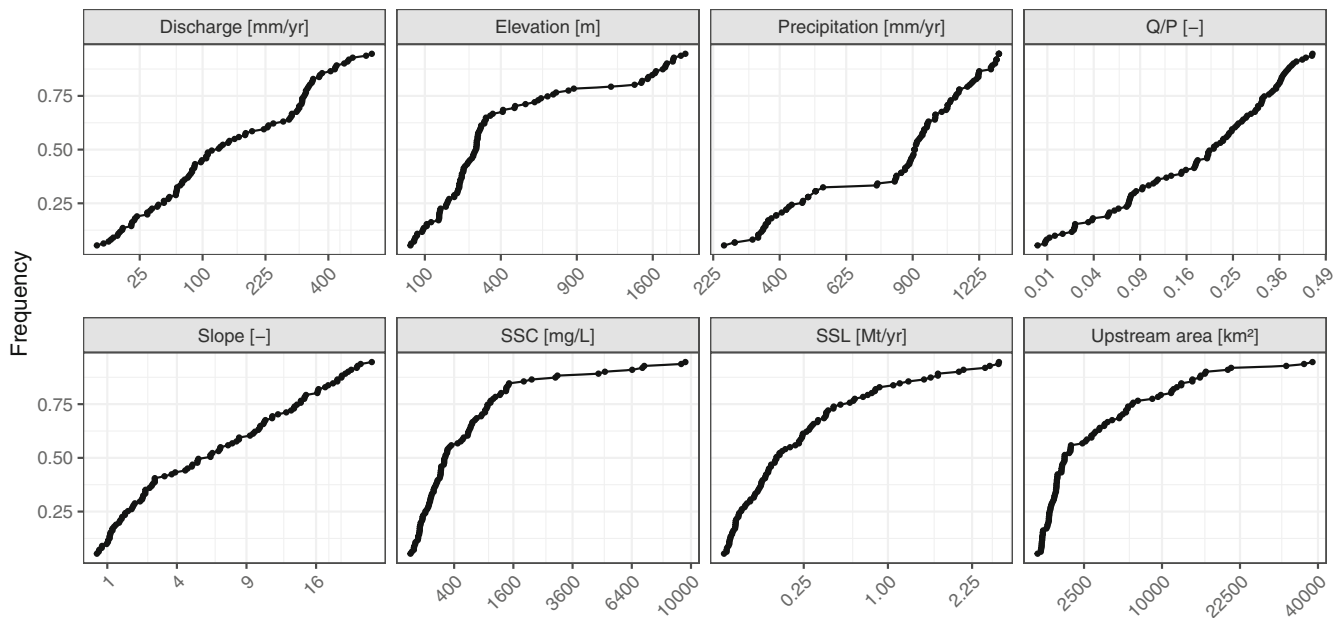 Discharge [mm/yr] Elevation [m] Precipitation [mm/yr] Q/P [−]
0.75
0.50
0.25
25 100 225 400 100 400 900 1600 225 400 625 900 1225 0.01 0.04 0.09 0.16 0.25 0.36 0.49
Frequency
Slope [−] SSC [mg/L] SSL [Mt/yr] Upstream area [km²]
0.75
0.50
0.25
1 4 9 16 400 1600 3600 6400 10000 0.25 1.00 2.25 2500 10000 22500 40000